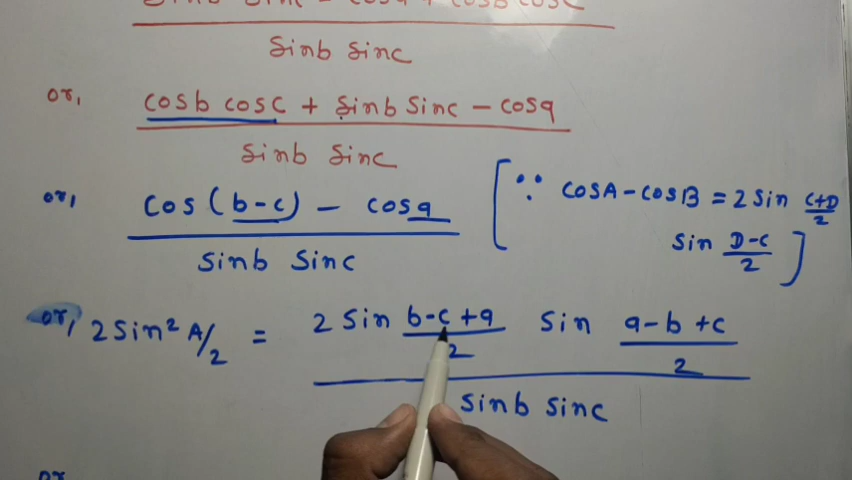 sinb sinc
or, cosb cosc + sinb sinc - cosa
sinb sinc
or, cos (b-c) - cosa [∵ cosA - cosB = 2 sin C+D/2
sinb sinc sin D-C/2 ]
or, 2 sin² A/2 = 2 sin b-c+a/2 sin a-b+c/2
sinb sinc
or